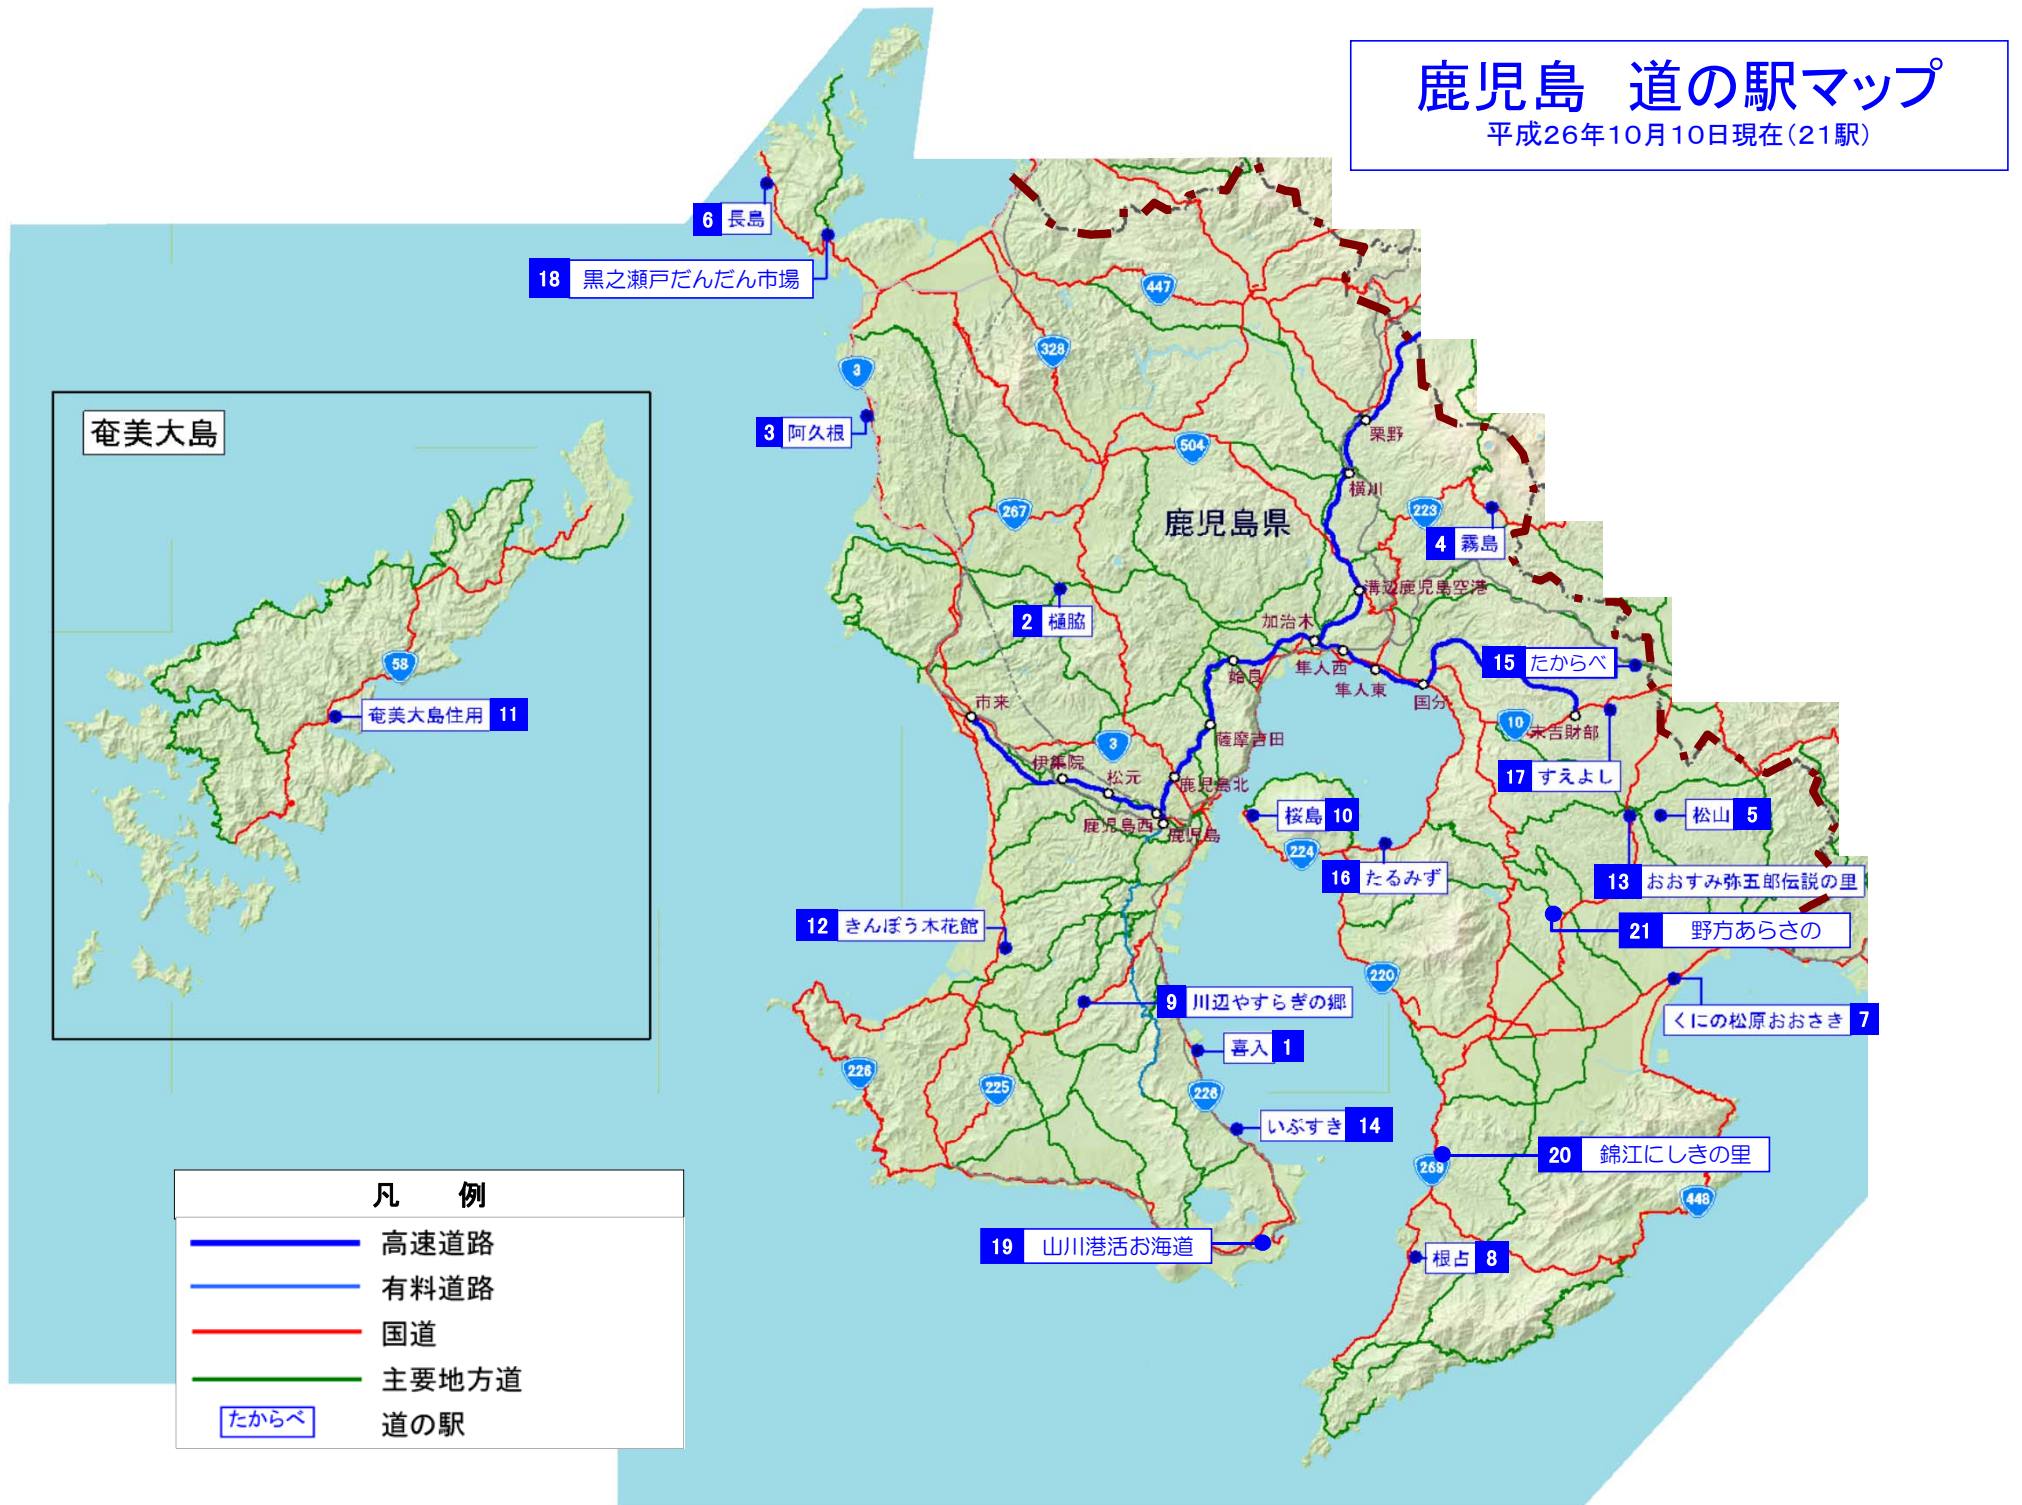 鹿児島 道の駅マップ
平成26年10月10日現在(21駅)
6 長島
18 黒之瀬戸だんだん市場
447
328
3
3 阿久根
504
栗野
横川
267
鹿児島県
223
4 霧島
奄美大島
58
奄美大島住用 11
2 樋脇
溝辺鹿児島空港
加治木
隼人西
隼人東
国分
姶良
15 たからべ
10
末吉財部
市来
3
薩摩吉田
伊集院
松元
鹿児島北
鹿児島西
鹿児島
17 すえよし
桜島 10
224
松山 5
16 たるみず
13 おおすみ弥五郎伝説の里
12 きんぽう木花館
21 野方あらさの
220
9 川辺やすらぎの郷
くにの松原おおさき 7
喜入 1
226
225
226
いぶすき 14
20 錦江にしきの里
269
448
19 山川港活お海道
根占 8
凡 例
高速道路
有料道路
国道
主要地方道
たからべ 道の駅